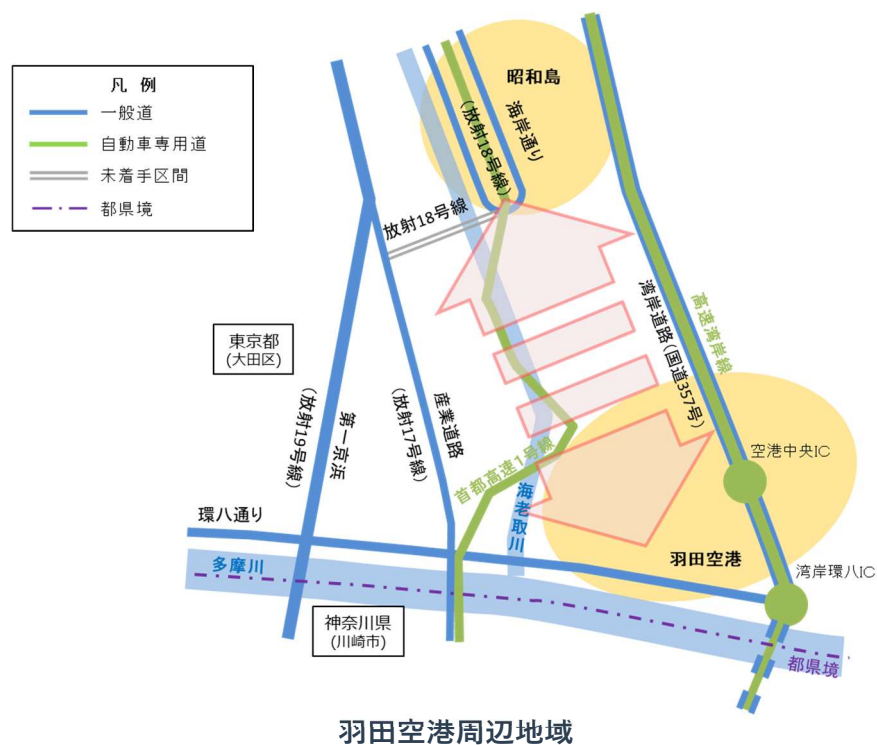 凡 例
一般道
自動車専用道
未着手区間
都県境
昭和島
海岸通り
(放射18号線)
放射18号線
東京都
(大田区)
第一京浜
(放射19号線)
産業道路
(放射17号線)
首都高速1号線
海老取川
高速湾岸線
湾岸道路(国道357号)
空港中央IC
羽田空港
湾岸環八IC
環八通り
多摩川
神奈川県
(川崎市)
都県境
羽田空港周辺地域